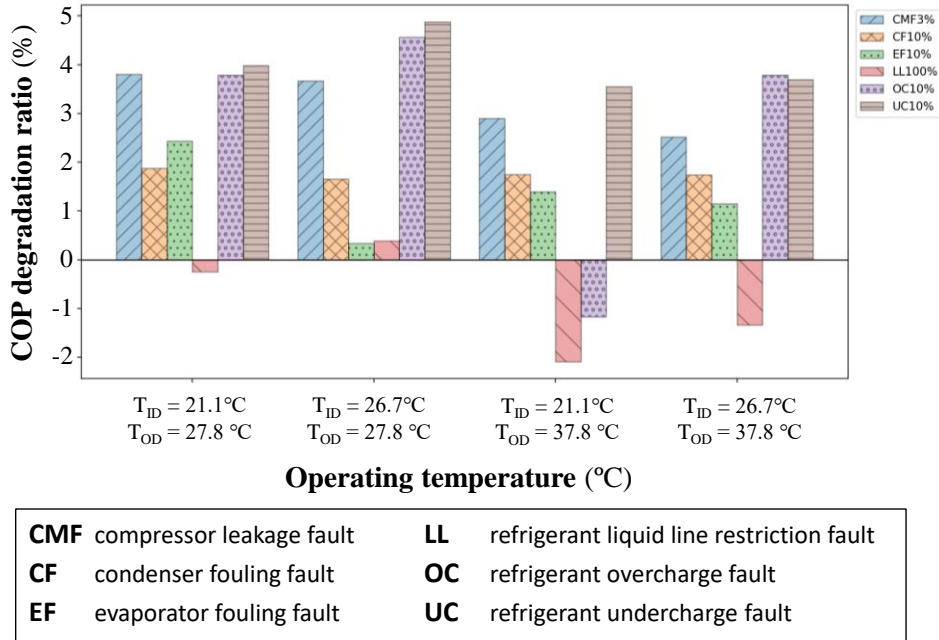 COP degradation ratio (%)
5
4
3
2
1
0
-1
-2
CMF3%
CF10%
EF10%
LL100%
OC10%
UC10%
T_ID = 21.1°C
T_OD = 27.8 °C
T_ID = 26.7°C
T_OD = 27.8 °C
T_ID = 21.1°C
T_OD = 37.8 °C
T_ID = 26.7°C
T_OD = 37.8 °C
Operating temperature (°C)
CMF compressor leakage fault
CF condenser fouling fault
EF evaporator fouling fault
LL refrigerant liquid line restriction fault
OC refrigerant overcharge fault
UC refrigerant undercharge fault